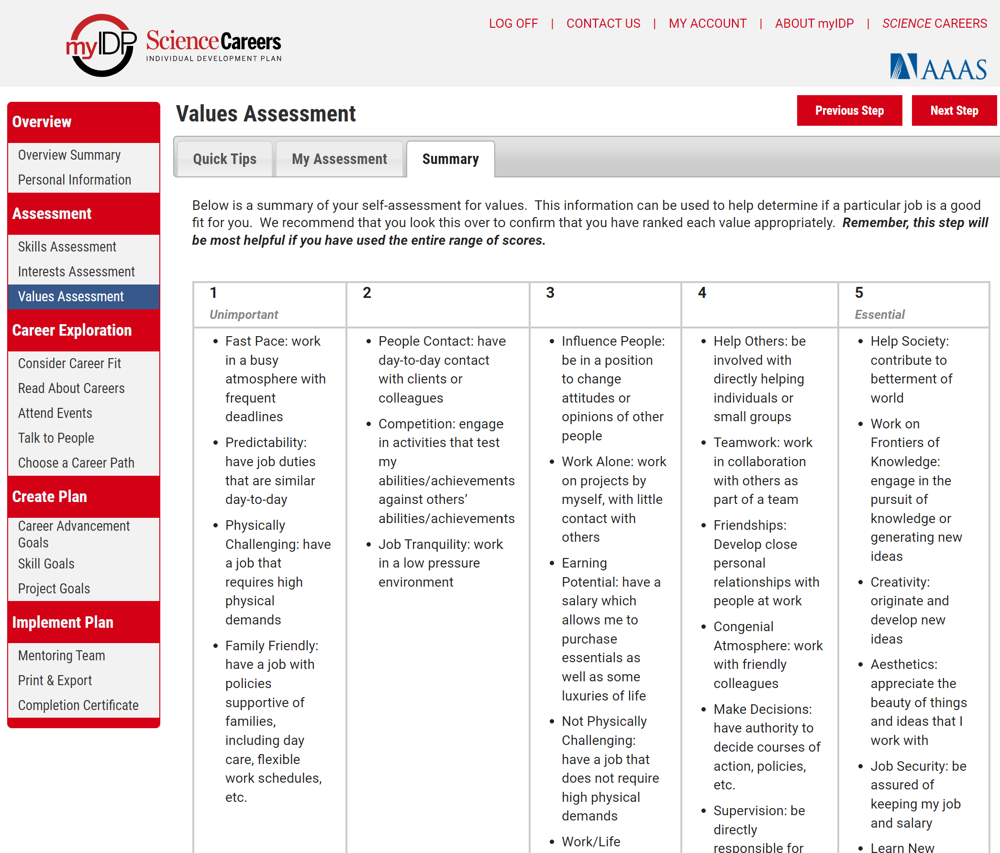 myIDP
Science Careers
INDIVIDUAL DEVELOPMENT PLAN
LOG OFF | CONTACT US | MY ACCOUNT | ABOUT myIDP | SCIENCE CAREERS
AAAS
Overview
Overview Summary
Personal Information
Assessment
Skills Assessment
Interests Assessment
Values Assessment
Career Exploration
Consider Career Fit
Read About Careers
Attend Events
Talk to People
Choose a Career Path
Create Plan
Career Advancement
Goals
Skill Goals
Project Goals
Implement Plan
Mentoring Team
Print & Export
Completion Certificate
Values Assessment
Previous Step
Next Step
Quick Tips
My Assessment
Summary
Below is a summary of your self-assessment for values.  This information can be used to help determine if a particular job is a good
fit for you.  We recommend that you look this over to confirm that you have ranked each value appropriately.  Remember, this step will
be most helpful if you have used the entire range of scores.
1
Unimportant
• Fast Pace: work
in a busy
atmosphere with
frequent
deadlines
• Predictability:
have job duties
that are similar
day-to-day
• Physically
Challenging: have
a job that
requires high
physical
demands
• Family Friendly:
have a job with
policies
supportive of
families,
including day
care, flexible
work schedules,
etc.
2
• People Contact: have
day-to-day contact
with clients or
colleagues
• Competition: engage
in activities that test
my
abilities/achievements
against others’
abilities/achievements
• Job Tranquility: work
in a low pressure
environment
3
• Influence People:
be in a position
to change
attitudes or
opinions of other
people
• Work Alone: work
on projects by
myself, with little
contact with
others
• Earning
Potential: have a
salary which
allows me to
purchase
essentials as
well as some
luxuries of life
• Not Physically
Challenging:
have a job that
does not require
high physical
demands
• Work/Life
4
• Help Others: be
involved with
directly helping
individuals or
small groups
• Teamwork: work
in collaboration
with others as
part of a team
• Friendships:
Develop close
personal
relationships with
people at work
• Congenial
Atmosphere: work
with friendly
colleagues
• Make Decisions:
have authority to
decide courses of
action, policies,
etc.
• Supervision: be
directly
responsible for
5
Essential
• Help Society:
contribute to
betterment of
world
• Work on
Frontiers of
Knowledge:
engage in the
pursuit of
knowledge or
generating new
ideas
• Creativity:
originate and
develop new
ideas
• Aesthetics:
appreciate the
beauty of things
and ideas that I
work with
• Job Security: be
assured of
keeping my job
and salary
• Learn New